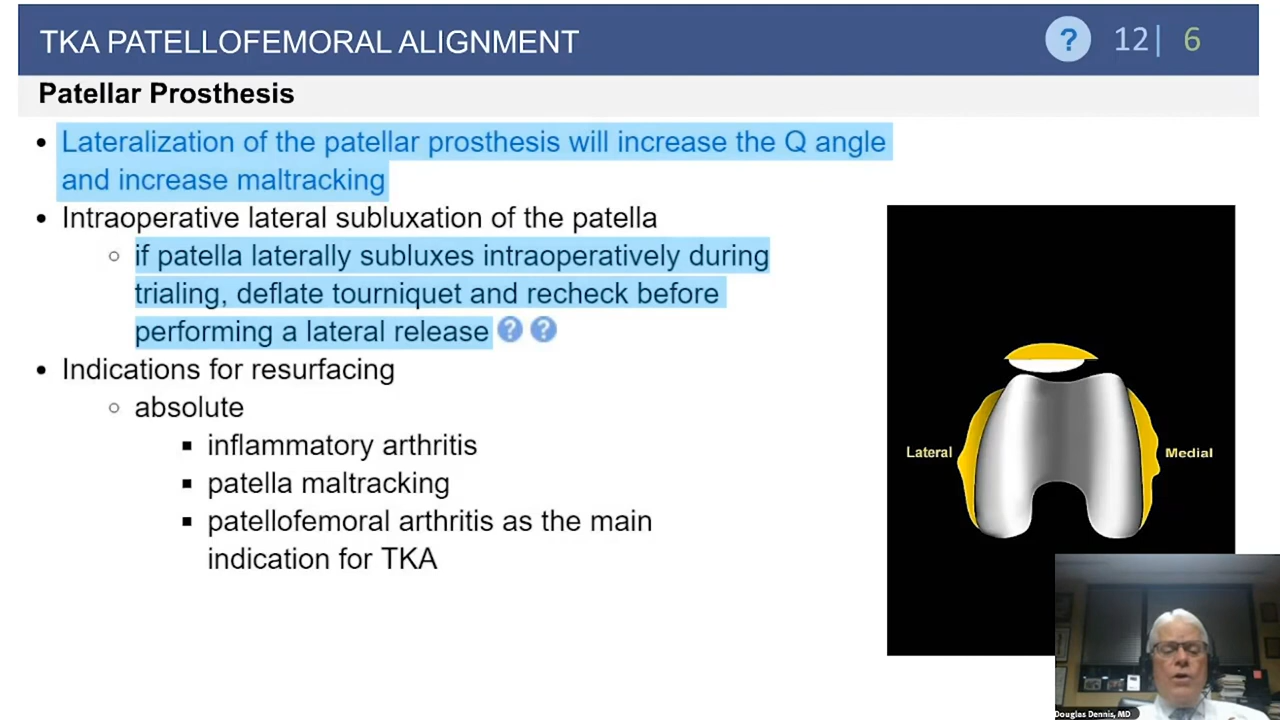 TKA PATELLOFEMORAL ALIGNMENT
? 12| 6
Patellar Prosthesis
• Lateralization of the patellar prosthesis will increase the Q angle
and increase maltracking
• Intraoperative lateral subluxation of the patella
○ if patella laterally subluxes intraoperatively during
trialing, deflate tourniquet and recheck before
performing a lateral release ? ?
• Indications for resurfacing
○ absolute
▪ inflammatory arthritis
▪ patella maltracking
▪ patellofemoral arthritis as the main
indication for TKA
Lateral
Medial
Douglas Dennis, MD